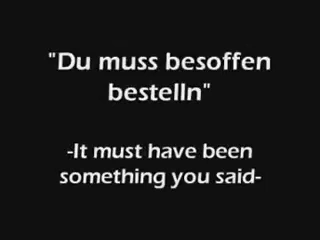 "Du muss besoffen
bestelln"
-It must have been
something you said-